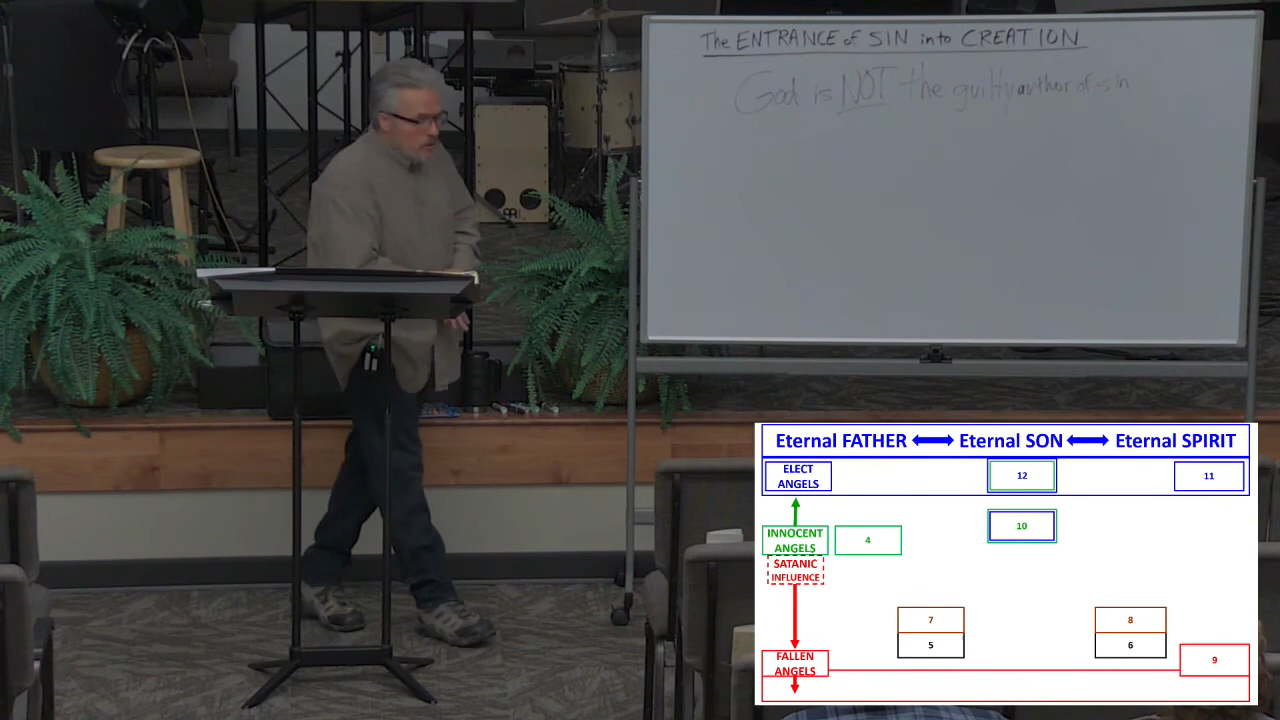 The ENTRANCE of SIN into CREATION
God is NOT the guilty author of sin
Eternal FATHER Eternal SON Eternal SPIRIT
ELECT
ANGELS
12
11
INNOCENT
ANGELS
4
10
SATANIC
INFLUENCE
7
8
5
6
FALLEN
ANGELS
9